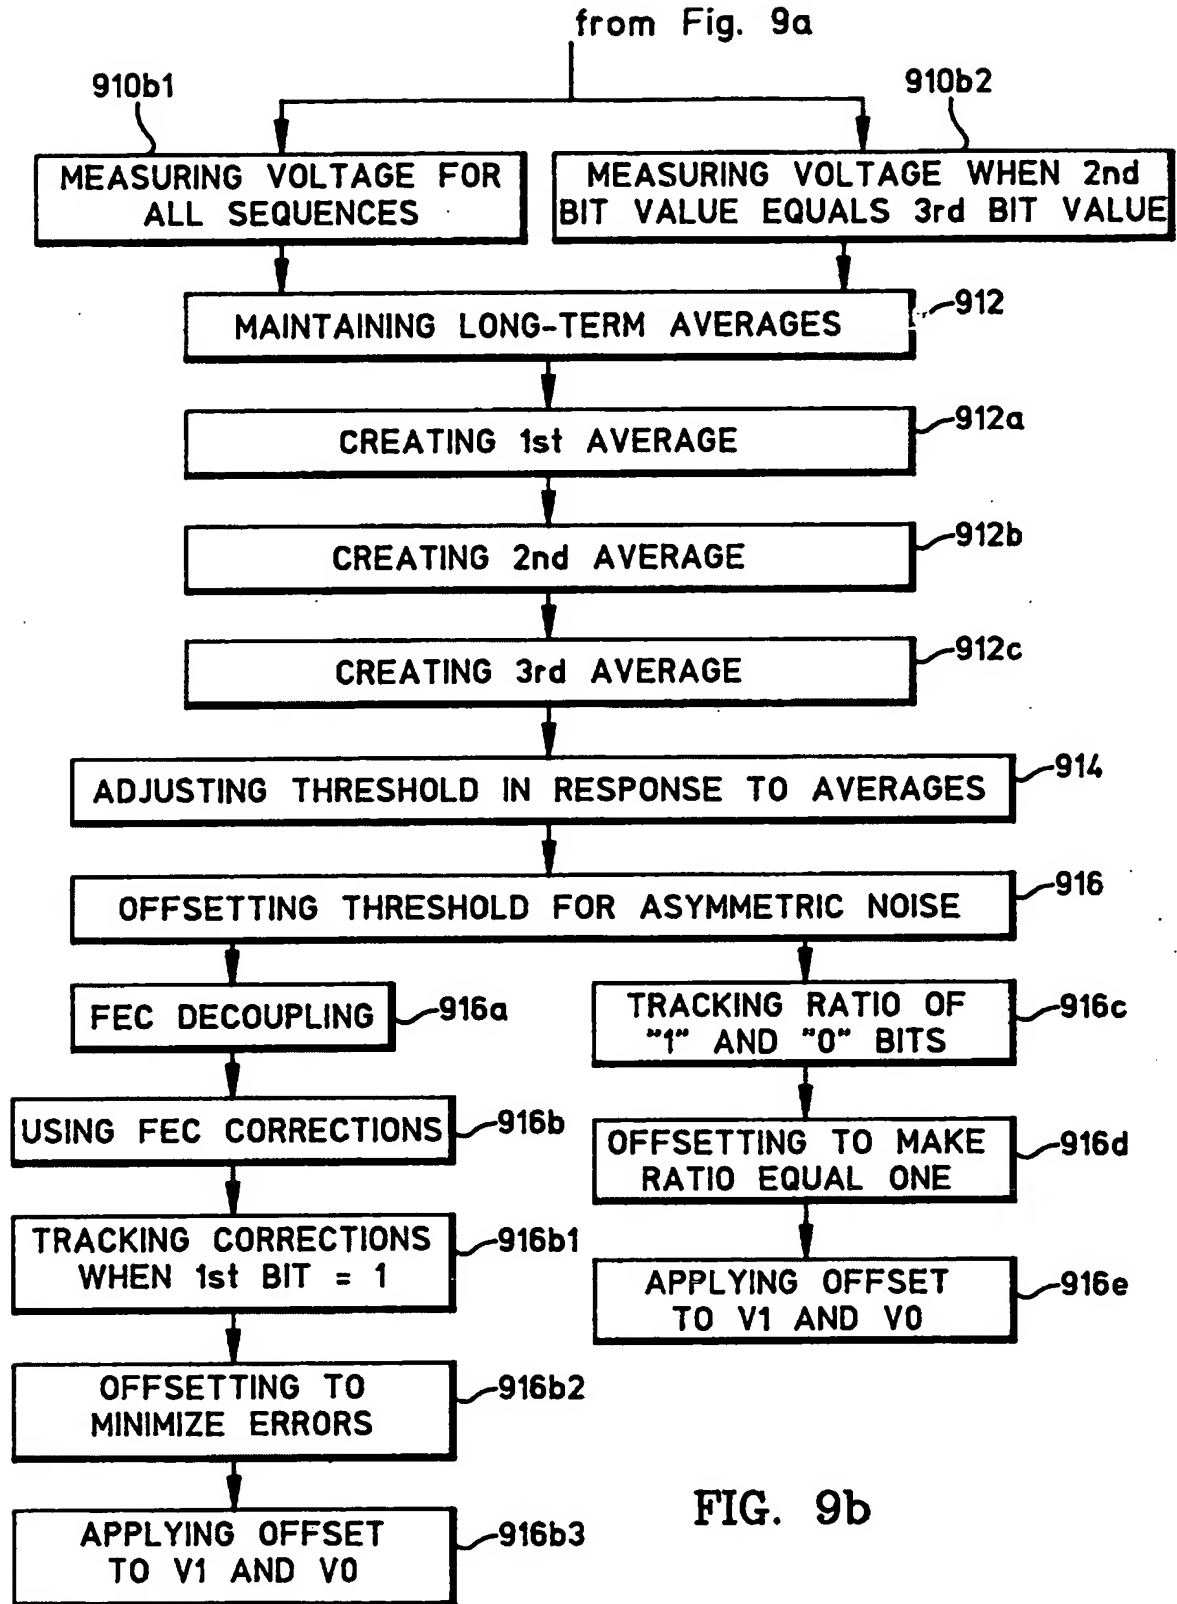 from Fig. 9a
910b1
910b2
MEASURING VOLTAGE FOR
ALL SEQUENCES
MEASURING VOLTAGE WHEN 2nd
BIT VALUE EQUALS 3rd BIT VALUE
MAINTAINING LONG-TERM AVERAGES
912
CREATING 1st AVERAGE
912a
CREATING 2nd AVERAGE
912b
CREATING 3rd AVERAGE
912c
ADJUSTING THRESHOLD IN RESPONSE TO AVERAGES
914
OFFSETTING THRESHOLD FOR ASYMMETRIC NOISE
916
FEC DECOUPLING
916a
USING FEC CORRECTIONS
916b
TRACKING CORRECTIONS
WHEN 1st BIT = 1
916b1
OFFSETTING TO
MINIMIZE ERRORS
916b2
APPLYING OFFSET
TO V1 AND V0
916b3
TRACKING RATIO OF
"1" AND "0" BITS
916c
OFFSETTING TO MAKE
RATIO EQUAL ONE
916d
APPLYING OFFSET
TO V1 AND V0
916e
FIG. 9b